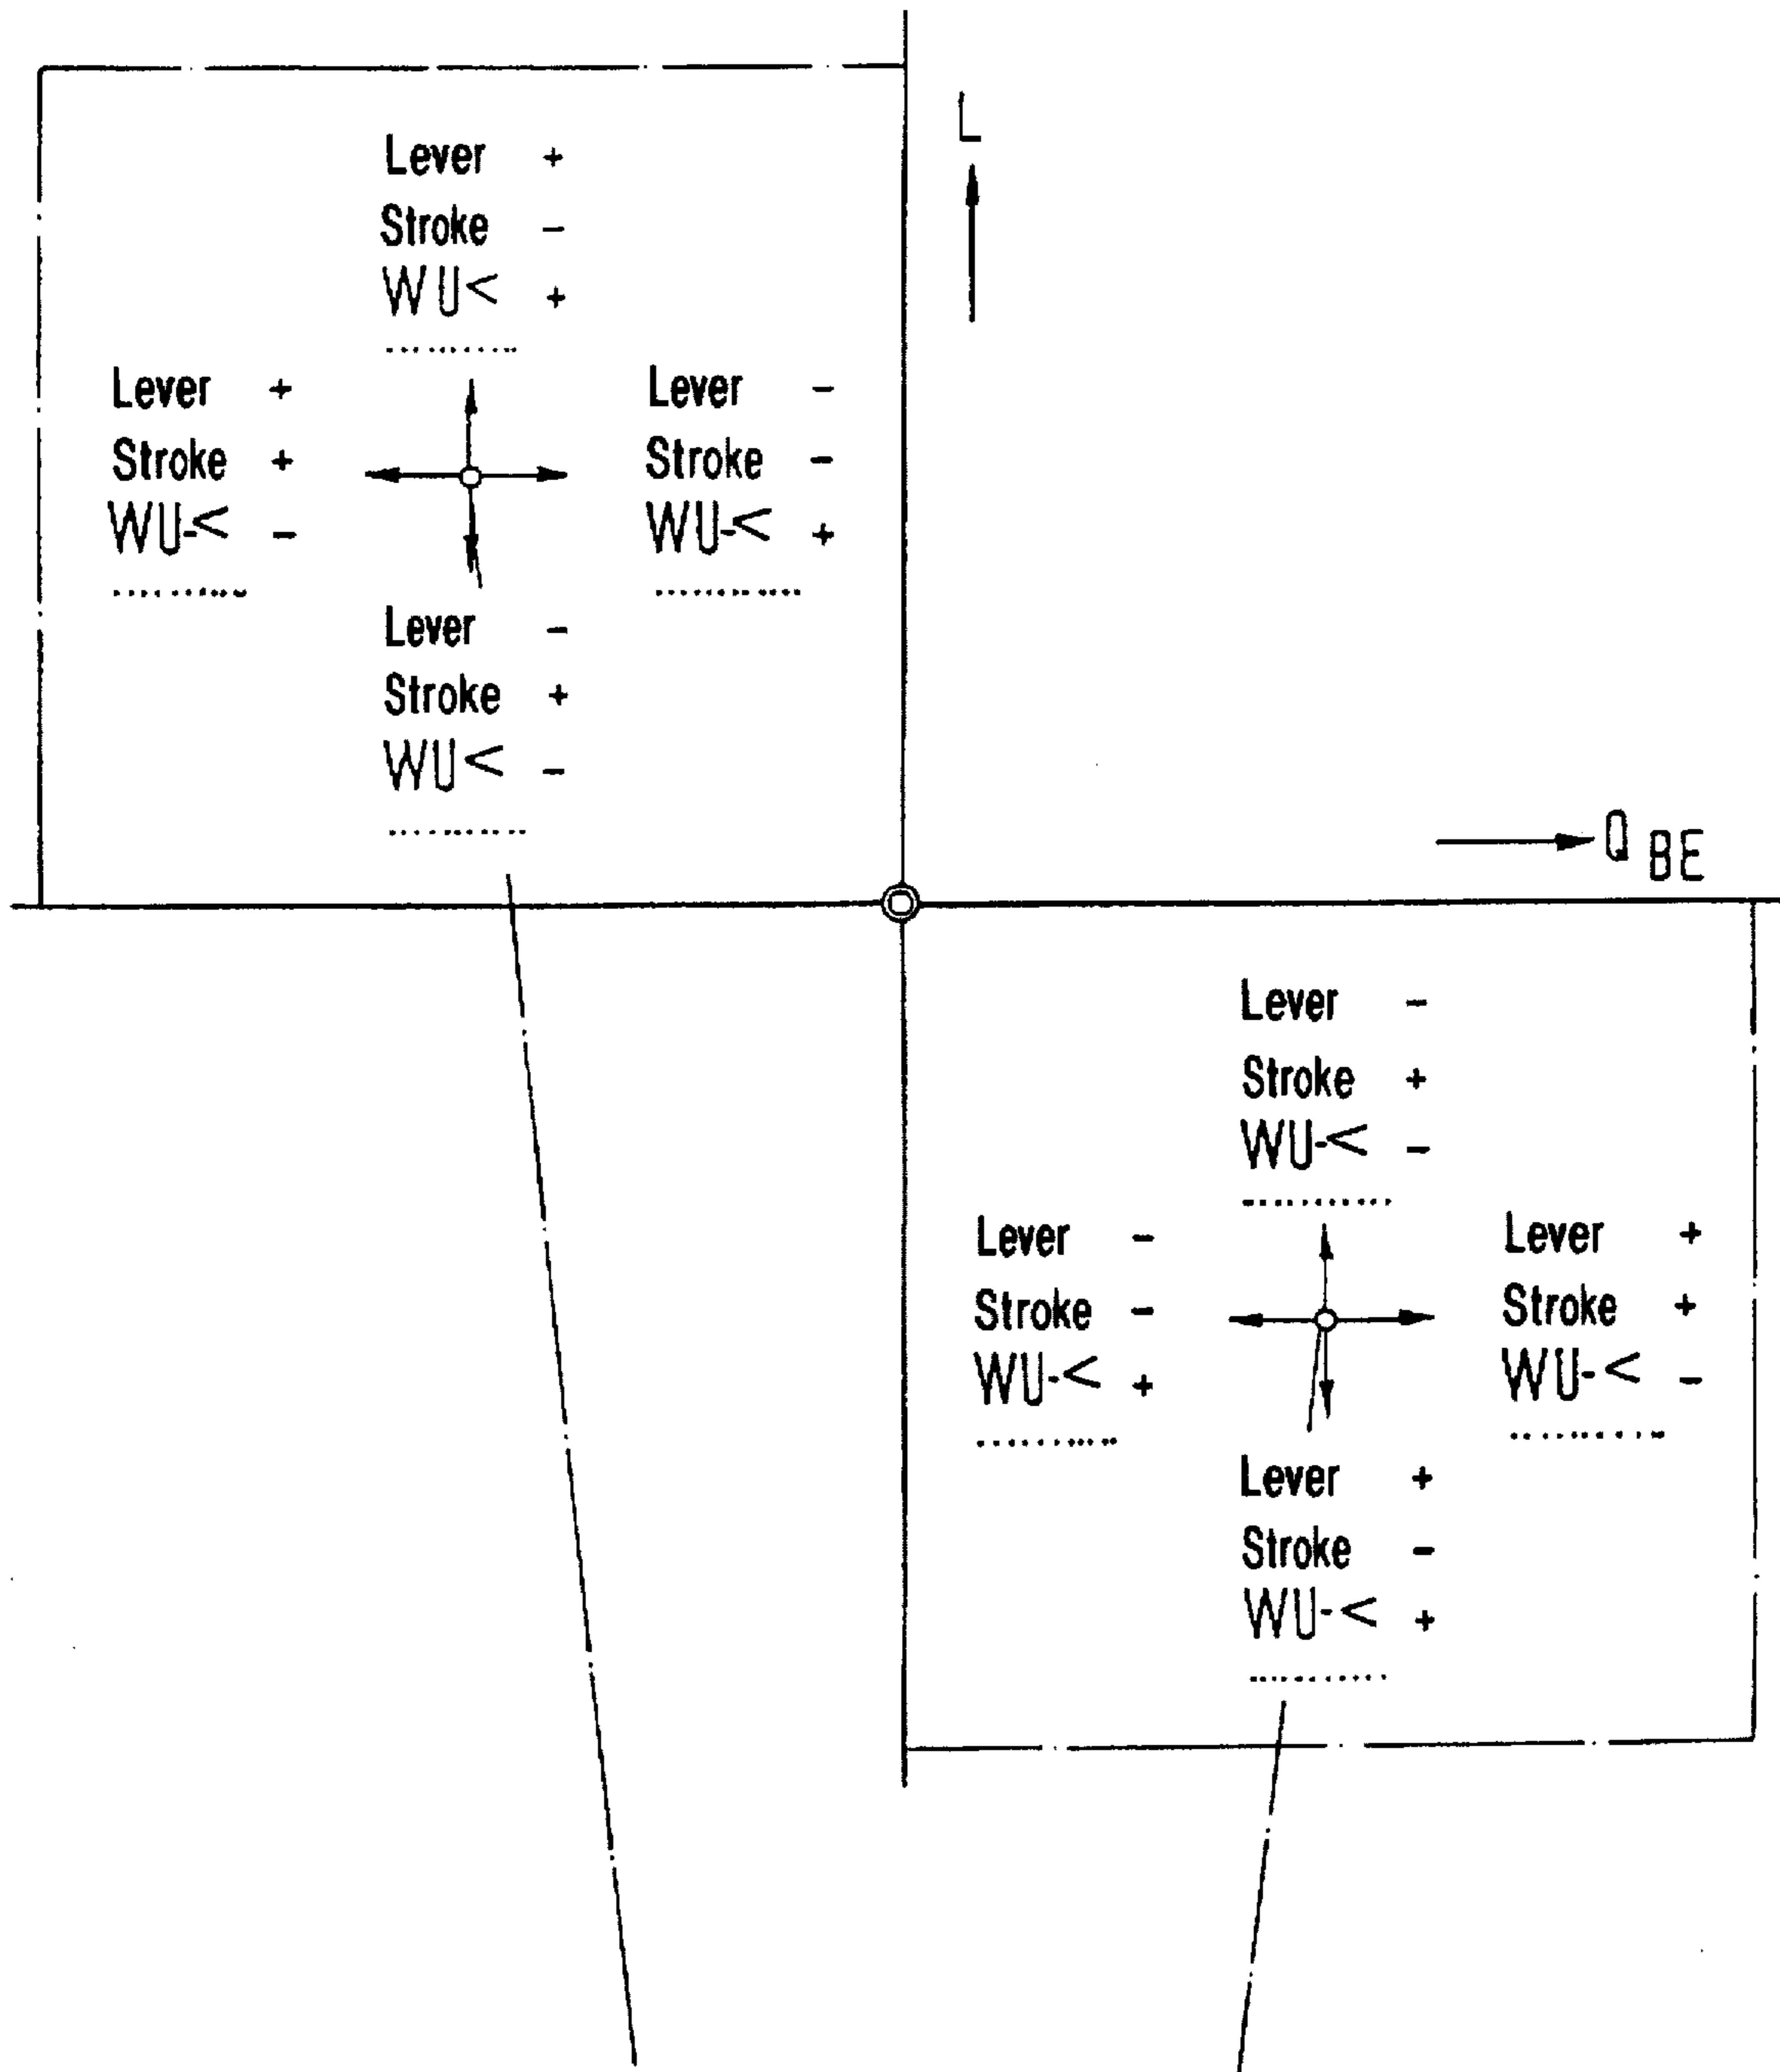 L
Lever +
Stroke -
WU< +
Lever +
Stroke +
WU-< -
Lever -
Stroke -
WU-< +
Lever -
Stroke +
WU< -
Q BE
Lever -
Stroke +
WU-< -
Lever -
Stroke -
WU-< +
Lever +
Stroke +
WU-< -
Lever +
Stroke -
WU-< +